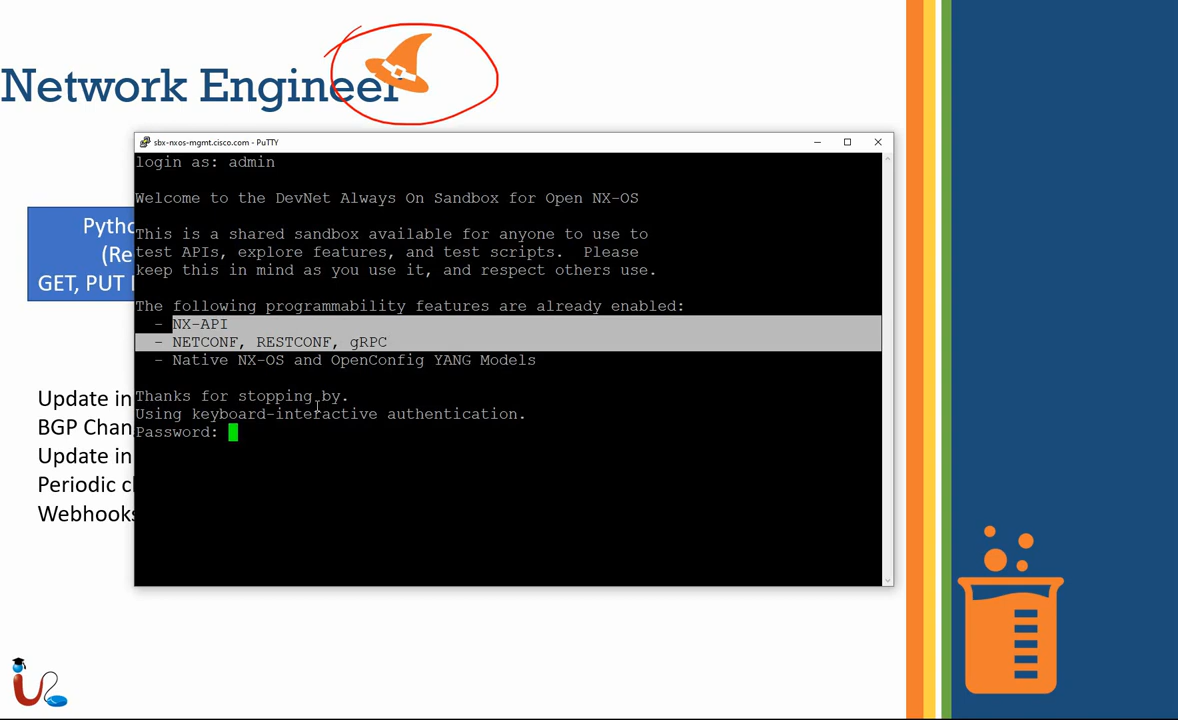 Network Engineer
sbx-nxos-mgmt.cisco.com - PuTTY
login as: admin
Welcome to the DevNet Always On Sandbox for Open NX-OS
This is a shared sandbox available for anyone to use to
test APIs, explore features, and test scripts.  Please
keep this in mind as you use it, and respect others use.
The following programmability features are already enabled:
- NX-API
- NETCONF, RESTCONF, gRPC
- Native NX-OS and OpenConfig YANG Models
Thanks for stopping by.
Using keyboard-interactive authentication.
Password:
(Re
GET, PUT
Update in
BGP Chan
Update in
Periodic
Webhooks